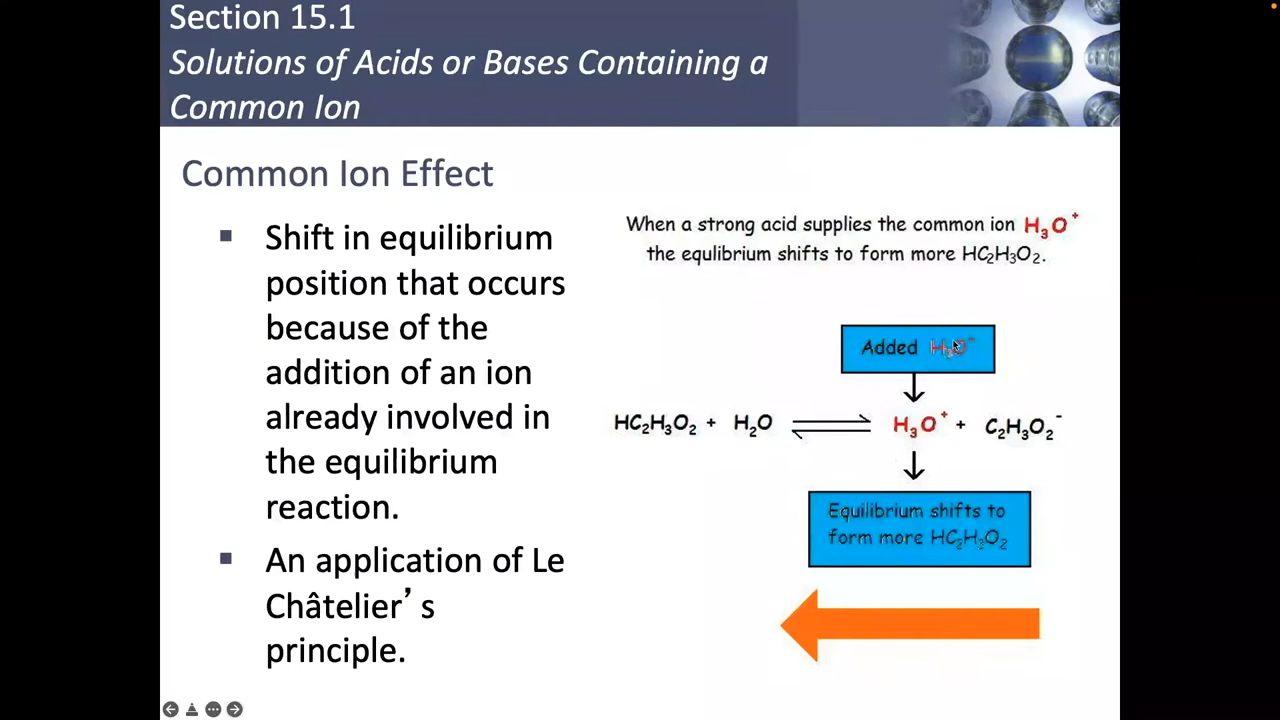 Section 15.1
Solutions of Acids or Bases Containing a
Common Ion
Common Ion Effect
▪ Shift in equilibrium
position that occurs
because of the
addition of an ion
already involved in
the equilibrium
reaction.
▪ An application of Le
Châtelier’s
principle.
When a strong acid supplies the common ion H₃O⁺
the equlibrium shifts to form more HC₂H₃O₂.
Added
HC₂H₃O₂ + H₂O ⇌ H₃O⁺ + C₂H₃O₂⁻
Equilibrium shifts to
form more HC₂H₃O₂